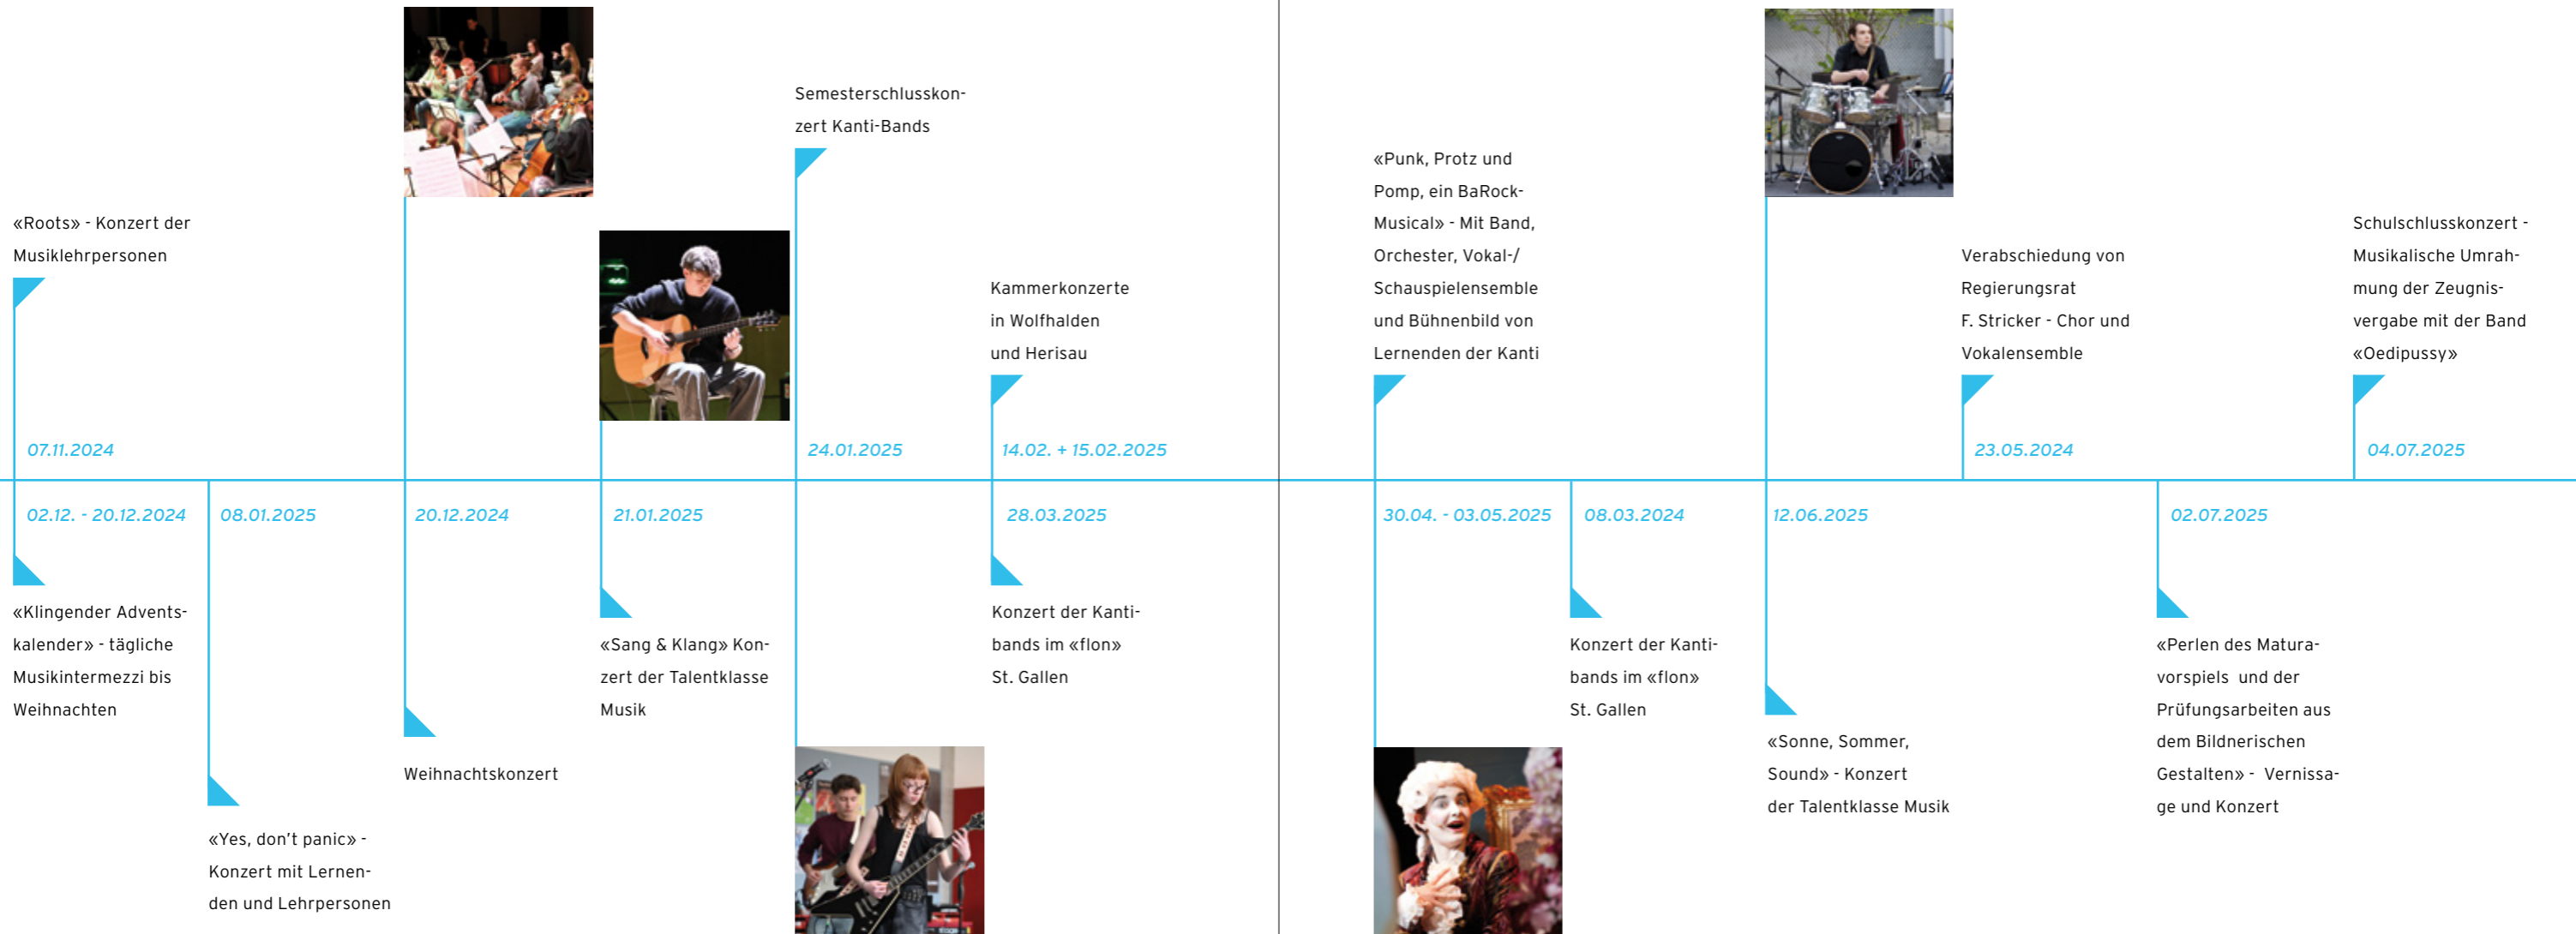 «Roots» - Konzert der
Musiklehrpersonen
07.11.2024
02.12. - 20.12.2024
«Klingender Advents-
kalender» - tägliche
Musikintermezzi bis
Weihnachten
08.01.2025
«Yes, don’t panic» -
Konzert mit Lernen-
den und Lehrpersonen
20.12.2024
Weihnachtskonzert
21.01.2025
«Sang & Klang» Kon-
zert der Talentklasse
Musik
Semesterschlusskon-
zert Kanti-Bands
24.01.2025
Kammerkonzerte
in Wolfhalden
und Herisau
14.02. + 15.02.2025
28.03.2025
Konzert der Kanti-
bands im «flon»
St. Gallen
«Punk, Protz und
Pomp, ein BaRock-
Musical» - Mit Band,
Orchester, Vokal-/
Schauspielensemble
und Bühnenbild von
Lernenden der Kanti
30.04. - 03.05.2025
08.03.2024
Konzert der Kanti-
bands im «flon»
St. Gallen
12.06.2025
«Sonne, Sommer,
Sound» - Konzert
der Talentklasse Musik
Verabschiedung von
Regierungsrat
F. Stricker - Chor und
Vokalensemble
23.05.2024
02.07.2025
«Perlen des Matura-
vorspiels  und der
Prüfungsarbeiten aus
dem Bildnerischen
Gestalten» -  Vernissa-
ge und Konzert
Schulschlusskonzert -
Musikalische Umrah-
mung der Zeugnis-
vergabe mit der Band
«Oedipussy»
04.07.2025